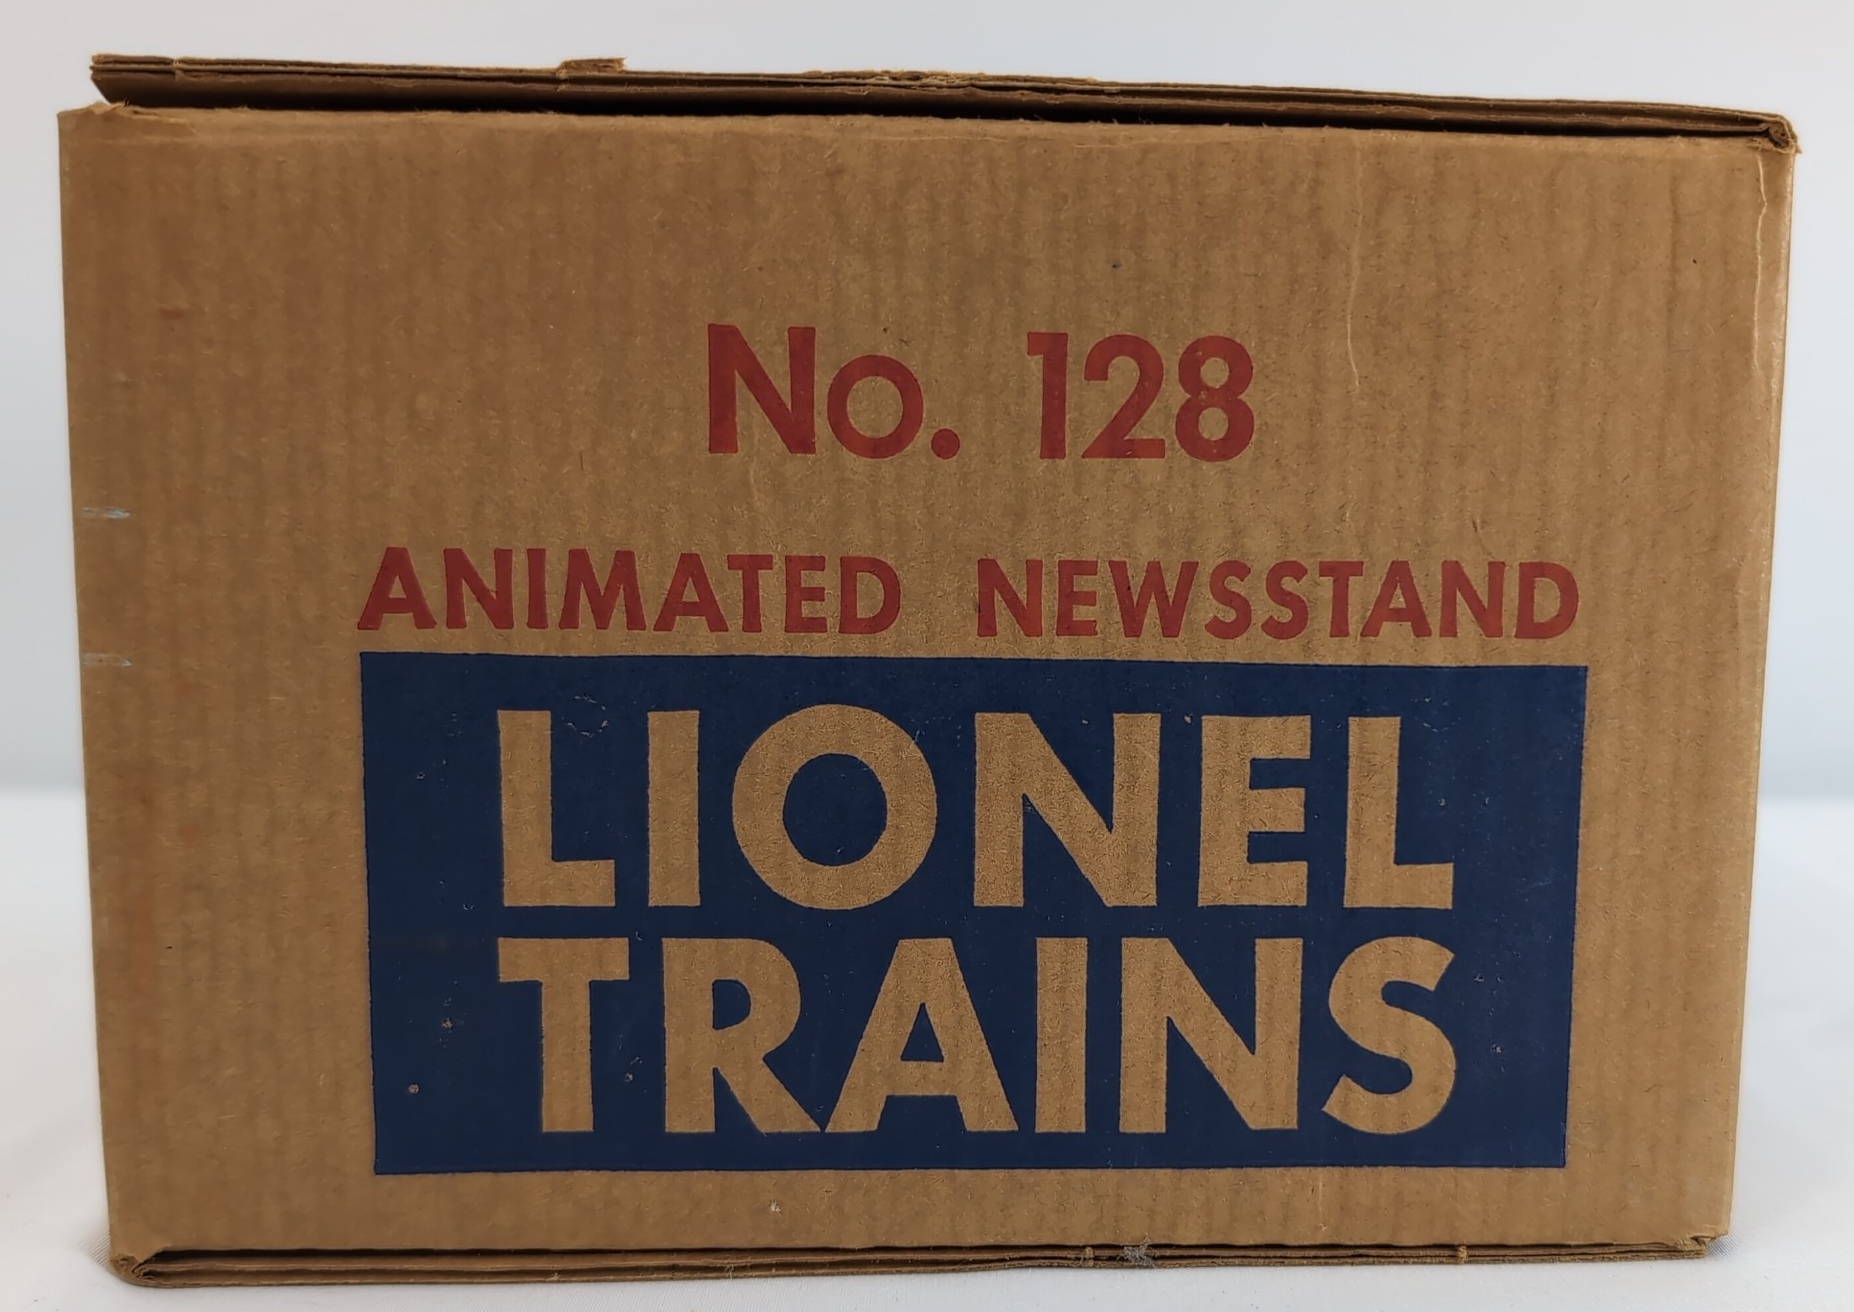 No. 128
ANIMATED NEWSSTAND
LIONEL
TRAINS